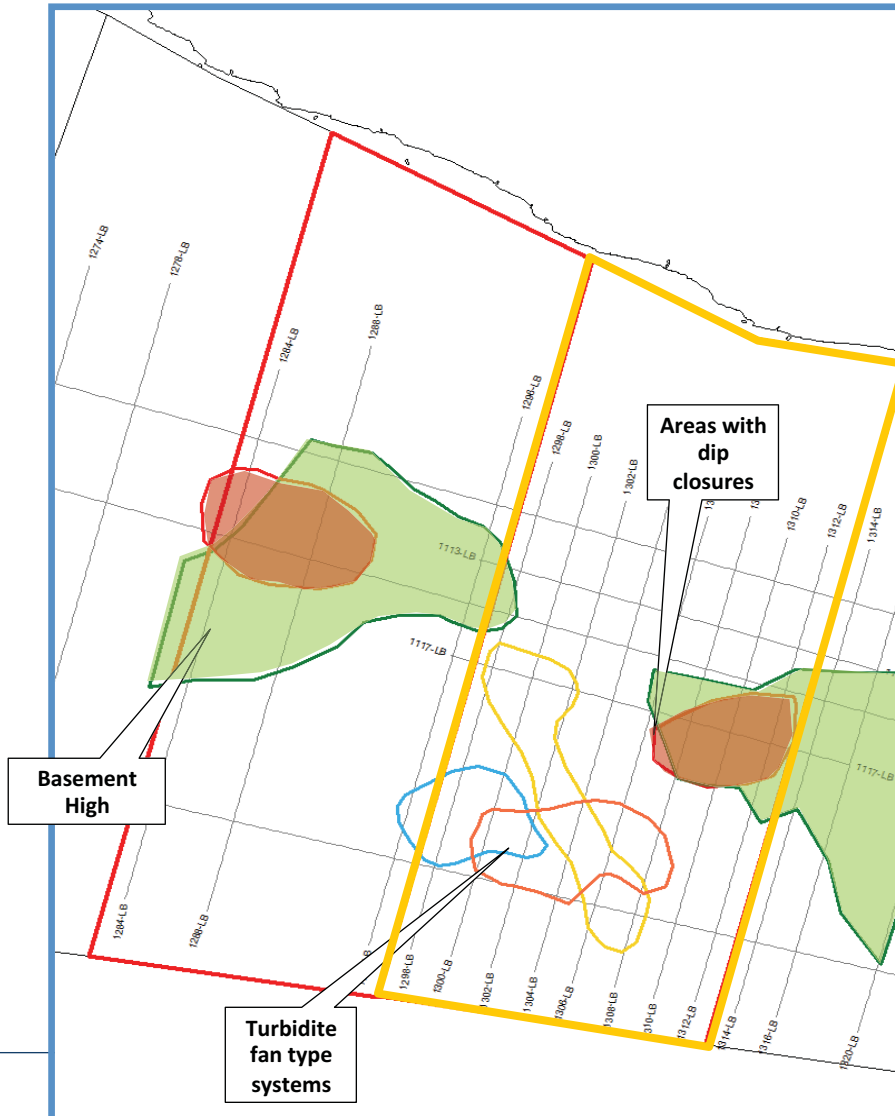 1274-LB
1278-LB
1284-LB
1288-LB
1296-LB
1298-LB
1300-LB
1302-LB
Areas with
dip
closures
1310-LB
1312-LB
1314-LB
1113-LB
1117-LB
1117-LB
Basement
High
1284-LB
1288-LB
1298-LB
1300-LB
1302-LB
1304-LB
1306-LB
1308-LB
1310-LB
1312-LB
1314-LB
1316-LB
1320-LB
Turbidite
fan type
systems